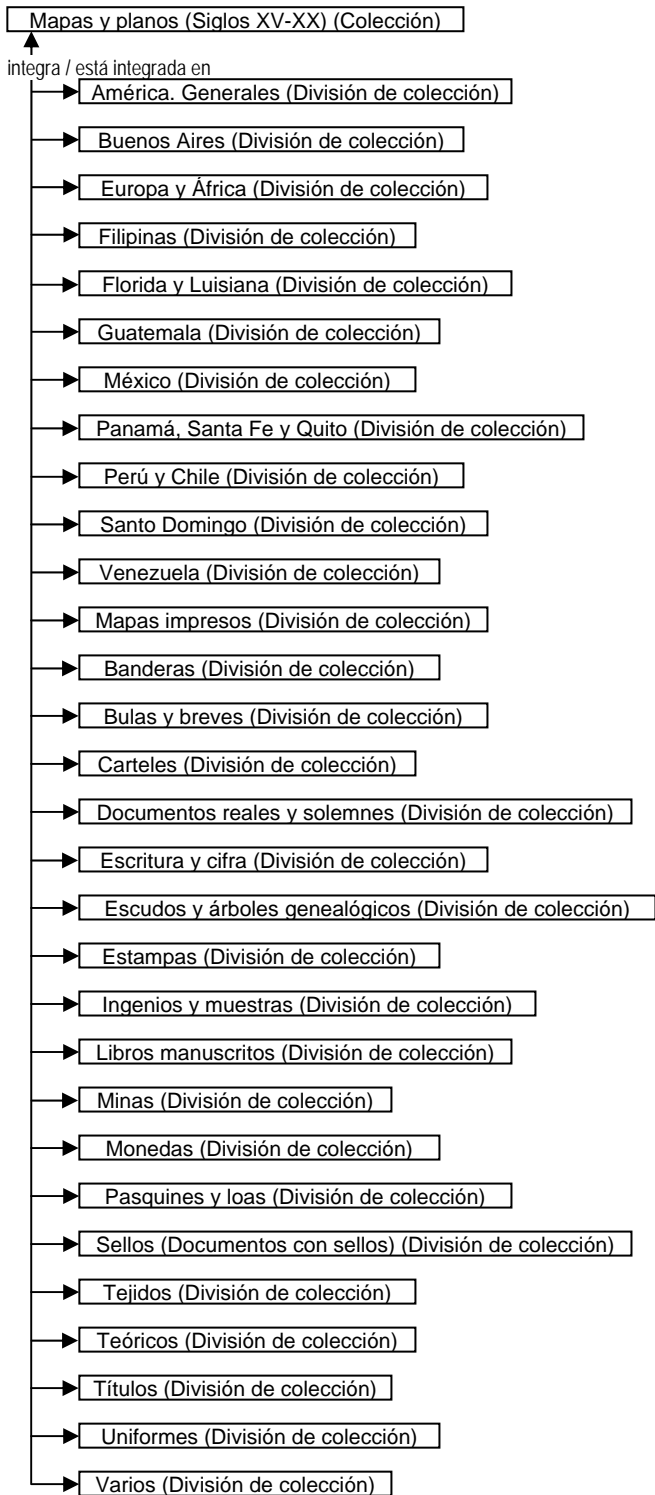 Mapas y planos (Siglos XV-XX) (Colección)
integra / está integrada en
América. Generales (División de colección)
Buenos Aires (División de colección)
Europa y África (División de colección)
Filipinas (División de colección)
Florida y Luisiana (División de colección)
Guatemala (División de colección)
México (División de colección)
Panamá, Santa Fe y Quito (División de colección)
Perú y Chile (División de colección)
Santo Domingo (División de colección)
Venezuela (División de colección)
Mapas impresos (División de colección)
Banderas (División de colección)
Bulas y breves (División de colección)
Carteles (División de colección)
Documentos reales y solemnes (División de colección)
Escritura y cifra (División de colección)
Escudos y árboles genealógicos (División de colección)
Estampas (División de colección)
Ingenios y muestras (División de colección)
Libros manuscritos (División de colección)
Minas (División de colección)
Monedas (División de colección)
Pasquines y loas (División de colección)
Sellos (Documentos con sellos) (División de colección)
Tejidos (División de colección)
Teóricos (División de colección)
Títulos (División de colección)
Uniformes (División de colección)
Varios (División de colección)